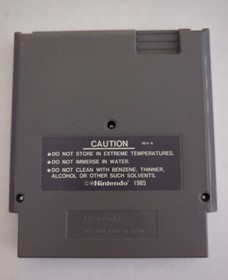 CAUTION
●DO NOT STORE IN EXTREME TEMPERATURES.
●DO NOT IMMERSE IN WATER.
●DO NOT CLEAN WITH BENZENE, THINNER,
ALCOHOL OR OTHER SUCH SOLVENTS.
©®Nintendo 1985
Nintendo